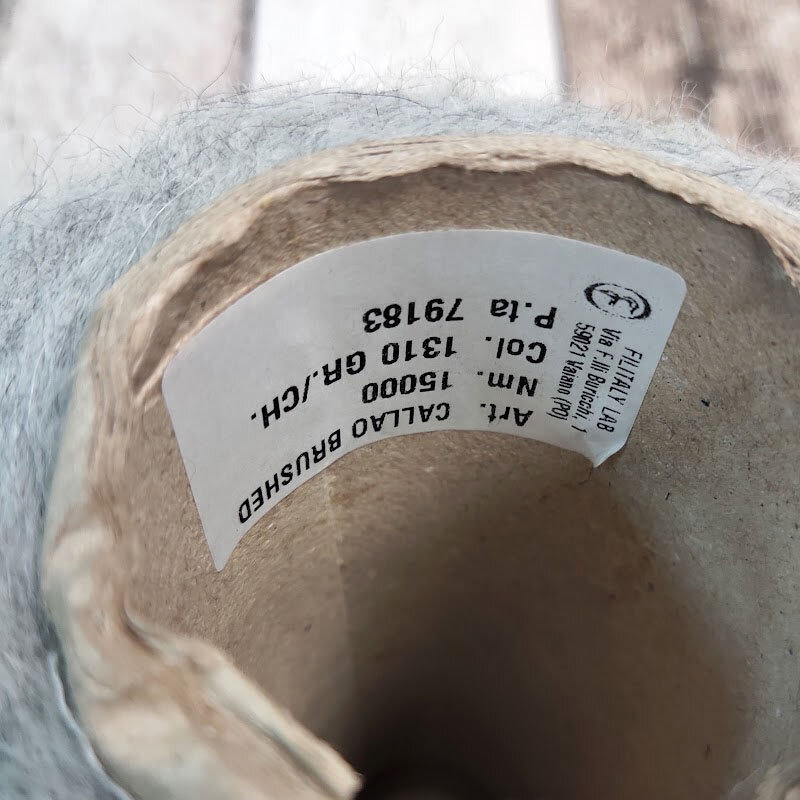 FILITALY LAB
Via F.lli Buricchi, 1
59021 Vaiano (PO)
Art. CALLAO BRUSHED
Nm. 15000
Col. 1310 GR./CH.
P.ta 79183